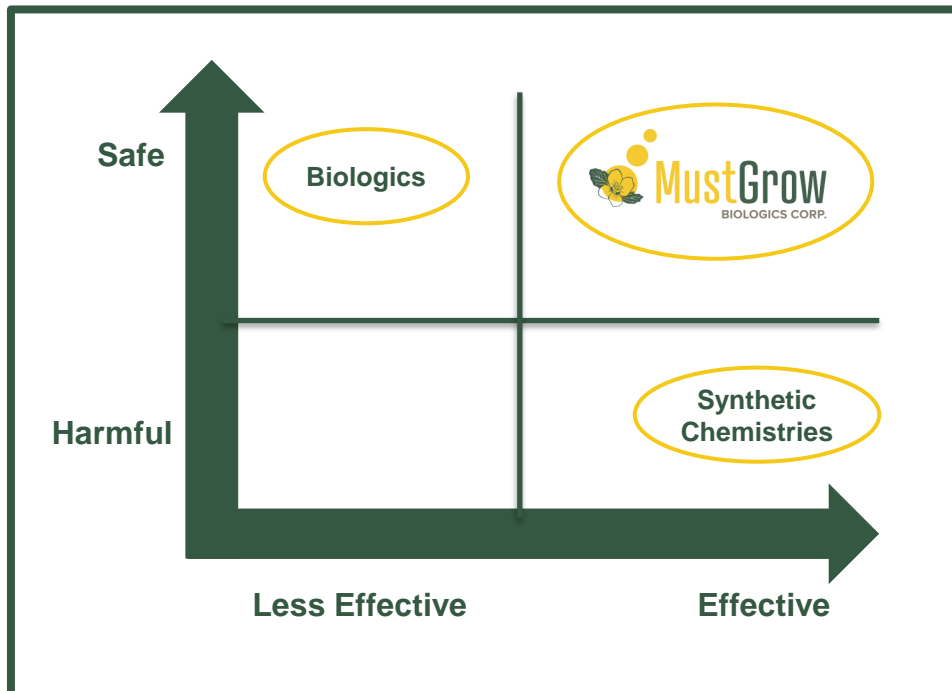 Safe
Biologics
MustGrow
BIOLOGICS CORP.
Harmful
Synthetic
Chemistries
Less Effective
Effective